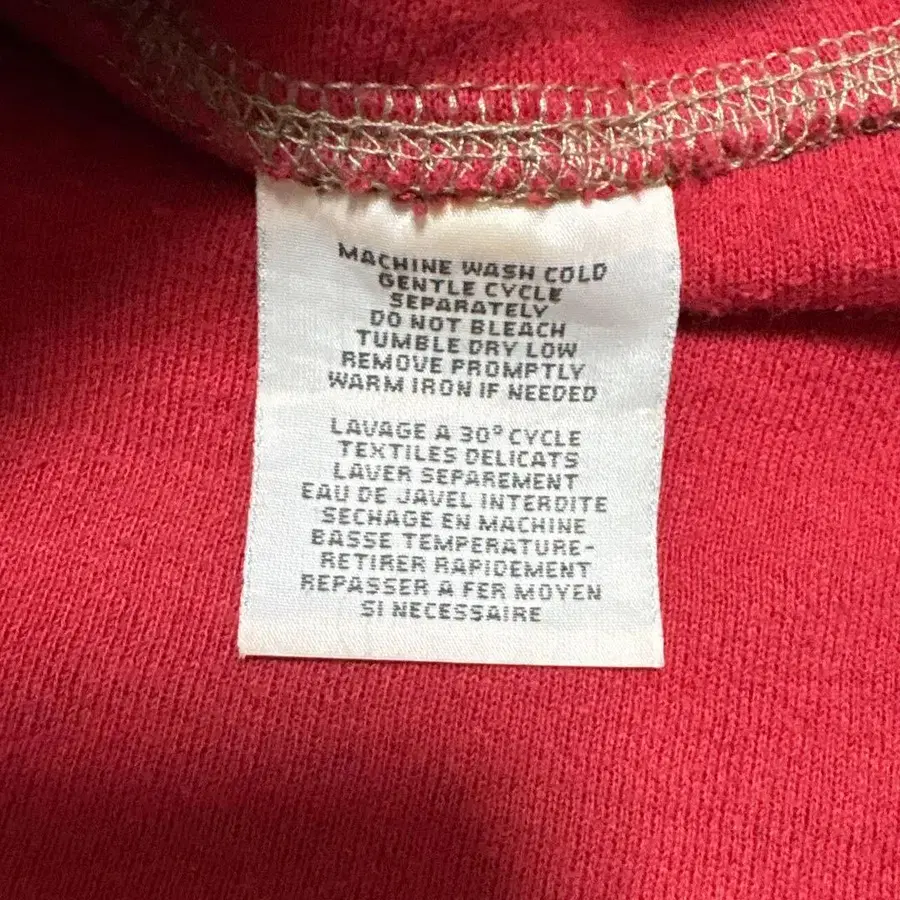 MACHINE WASH COLD
GENTLE CYCLE
SEPARATELY
DO NOT BLEACH
TUMBLE DRY LOW
REMOVE PROMPTLY
WARM IRON IF NEEDED
LAVAGE A 30° CYCLE
TEXTILES DELICATS
LAVER SEPAREMENT
EAU DE JAVEL INTERDITE
SECHAGE EN MACHINE
BASSE TEMPERATURE-
RETIRER RAPIDEMENT
REPASSER A FER MOYEN
SI NECESSAIRE